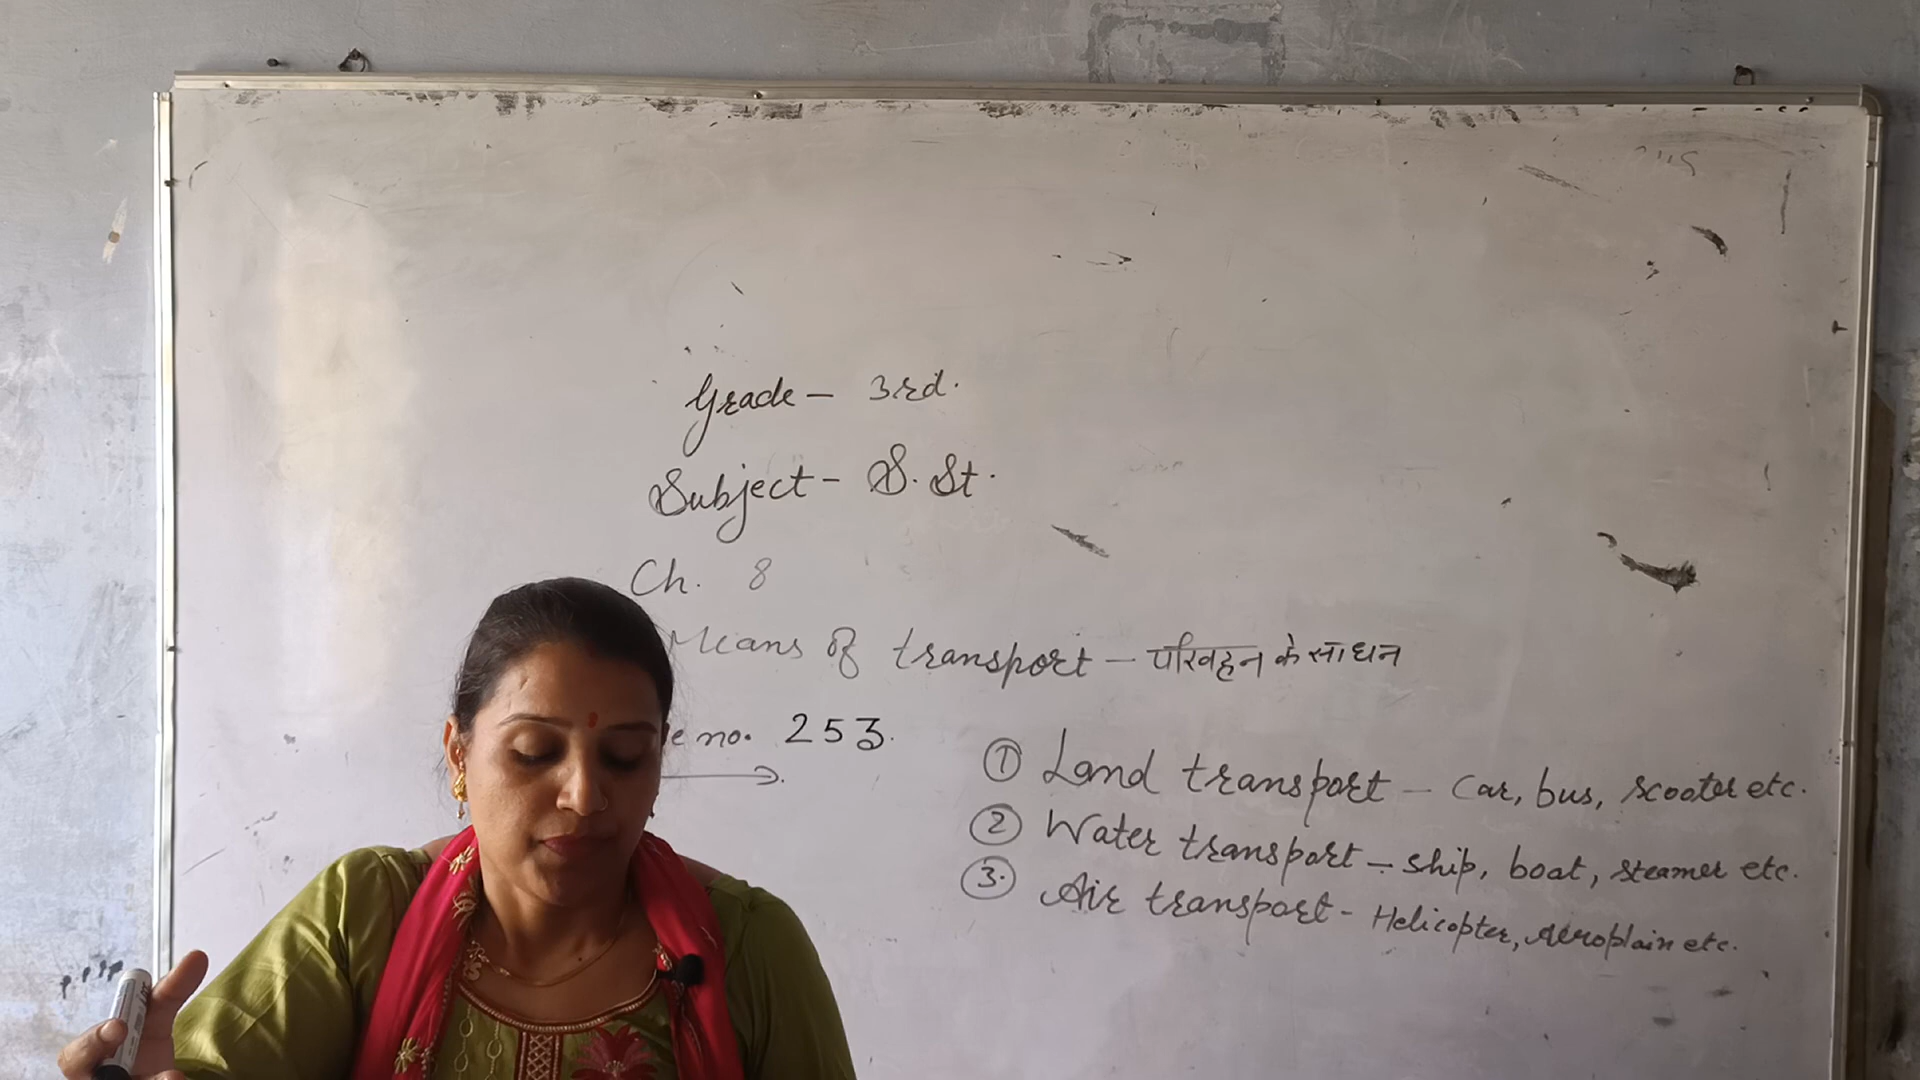 Grade - 3rd.
Subject - S. St.
Ch. 8
Means of transport - परिवहन के साधन
no. 253.
① Land transport - Car, bus, scooter etc.
② Water transport - ship, boat, steamer etc.
③ Air transport - Helicopter, Aeroplain etc.